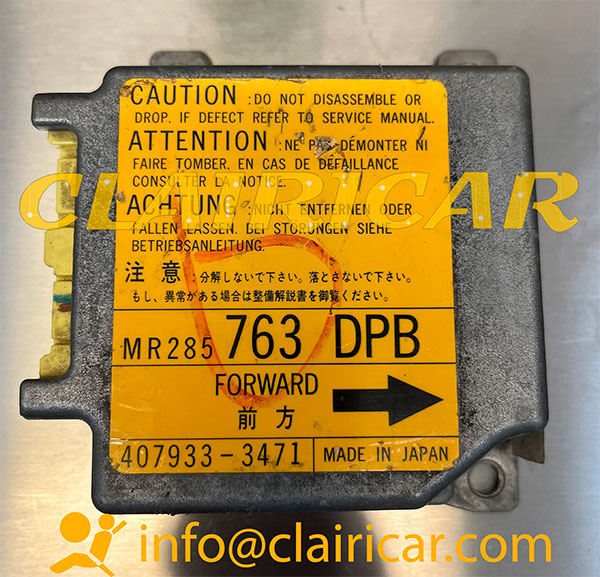 CLAIRICAR
CAUTION :DO NOT DISASSEMBLE OR
DROP. IF DEFECT REFER TO SERVICE MANUAL.
ATTENTION :NE PAS DÉMONTER NI
FAIRE TOMBER. EN CAS DE DÉFAILLANCE
CONSULTER LA NOTICE.
CLAIRICAR
ACHTUNG :NICHT ENTFERNEN ODER
FALLEN LASSEN. BEI STÖRUNGEN SIEHE
BETRIEBSANLEITUNG.
注意 :分解しないで下さい。落とさないで下さい。
もし、異常がある場合は整備解説書を御覧ください。
MR285 763 DPB
FORWARD
前方
407933-3471 MADE IN JAPAN
info@clairicar.com